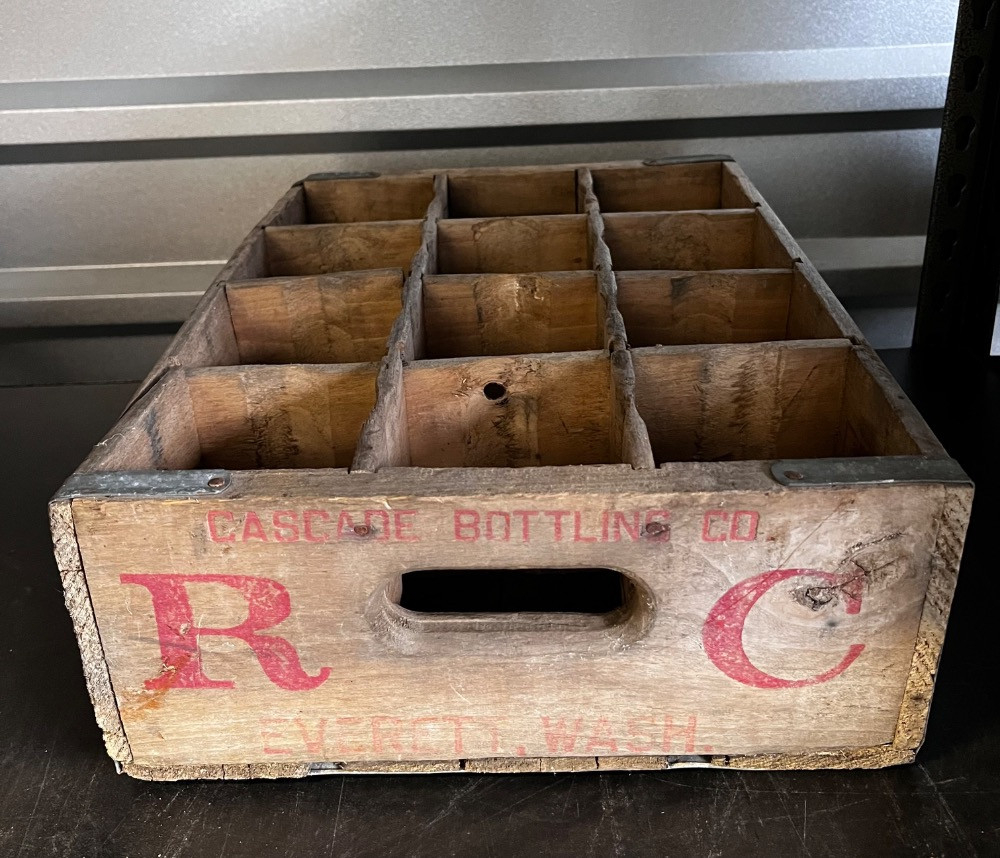 CASCADE BOTTLING CO.
R C
EVERETT, WASH